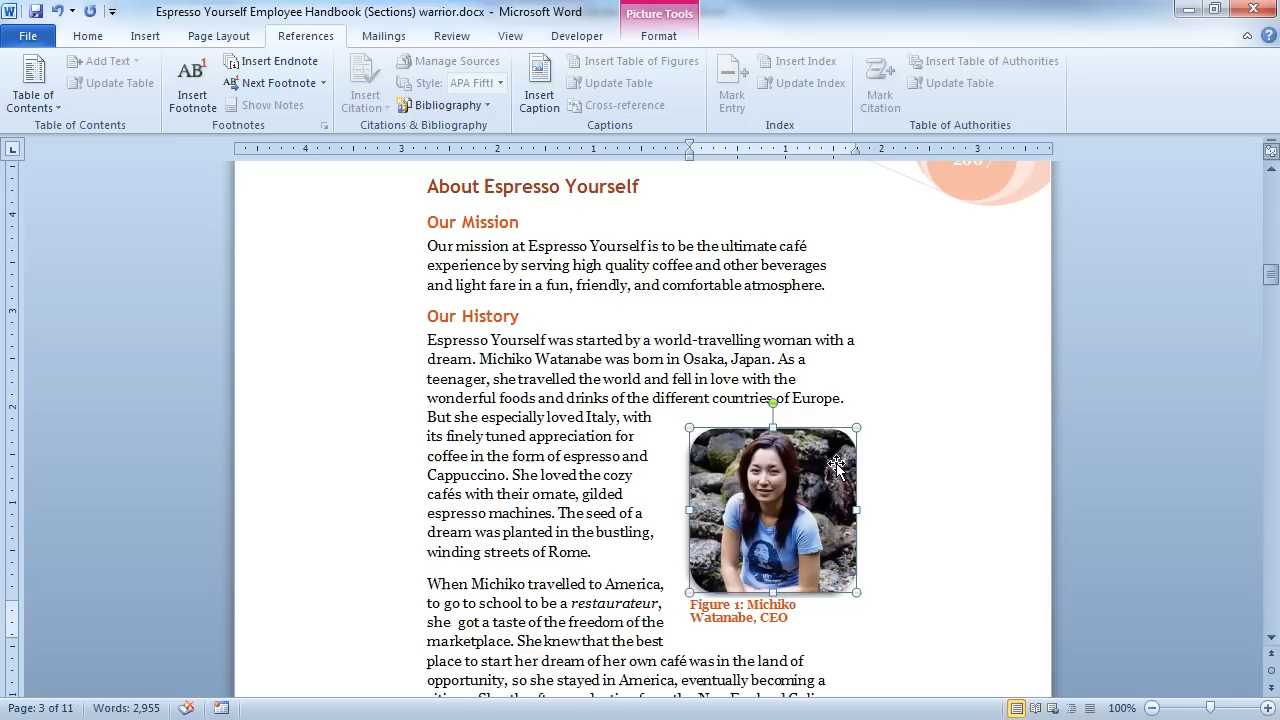 Espresso Yourself Employee Handbook (Sections) warrior.docx - Microsoft Word
Picture Tools
File Home Insert Page Layout References Mailings Review View Developer Format
Table of Contents
Add Text
Update Table
Table of Contents
AB1
Insert Footnote
Insert Endnote
Next Footnote
Show Notes
Footnotes
Insert Citation
Manage Sources
Style: APA Fiftl
Bibliography
Citations & Bibliography
Insert Caption
Insert Table of Figures
Update Table
Cross-reference
Captions
Mark Entry
Insert Index
Update Index
Index
Mark Citation
Insert Table of Authorities
Update Table
Table of Authorities
4 3 2 1 1 2 3
About Espresso Yourself
Our Mission
Our mission at Espresso Yourself is to be the ultimate café
experience by serving high quality coffee and other beverages
and light fare in a fun, friendly, and comfortable atmosphere.
Our History
Espresso Yourself was started by a world-travelling woman with a
dream. Michiko Watanabe was born in Osaka, Japan. As a
teenager, she travelled the world and fell in love with the
wonderful foods and drinks of the different countries of Europe.
But she especially loved Italy, with
its finely tuned appreciation for
coffee in the form of espresso and
Cappuccino. She loved the cozy
cafés with their ornate, gilded
espresso machines. The seed of a
dream was planted in the bustling,
winding streets of Rome.
Figure 1: Michiko
Watanabe, CEO
When Michiko travelled to America,
to go to school to be a restaurateur,
she got a taste of the freedom of the
marketplace. She knew that the best
place to start her dream of her own café was in the land of
opportunity, so she stayed in America, eventually becoming a
Page: 3 of 11 Words: 2,955 100%